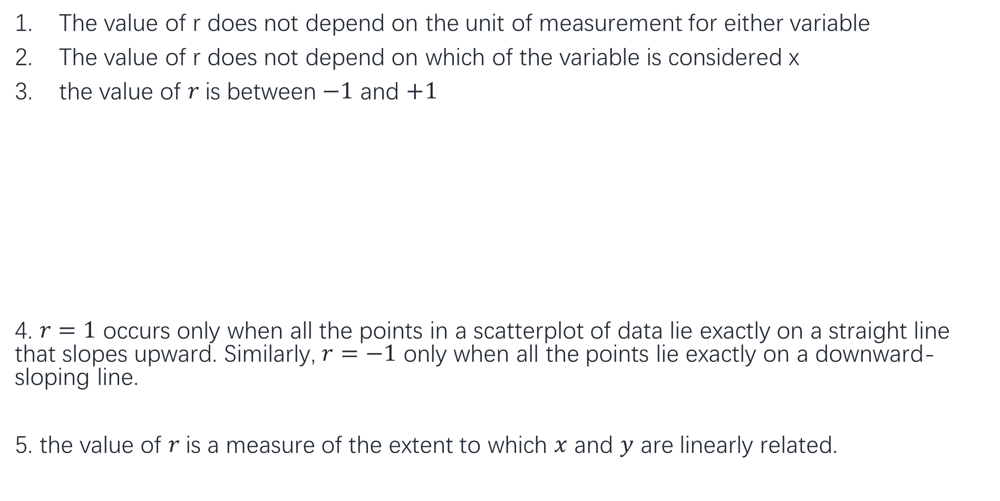 1. The value of r does not depend on the unit of measurement for either variable
2. The value of r does not depend on which of the variable is considered x
3. the value of r is between −1 and +1
4. r = 1 occurs only when all the points in a scatterplot of data lie exactly on a straight line
that slopes upward. Similarly, r = −1 only when all the points lie exactly on a downward-
sloping line.
5. the value of r is a measure of the extent to which x and y are linearly related.